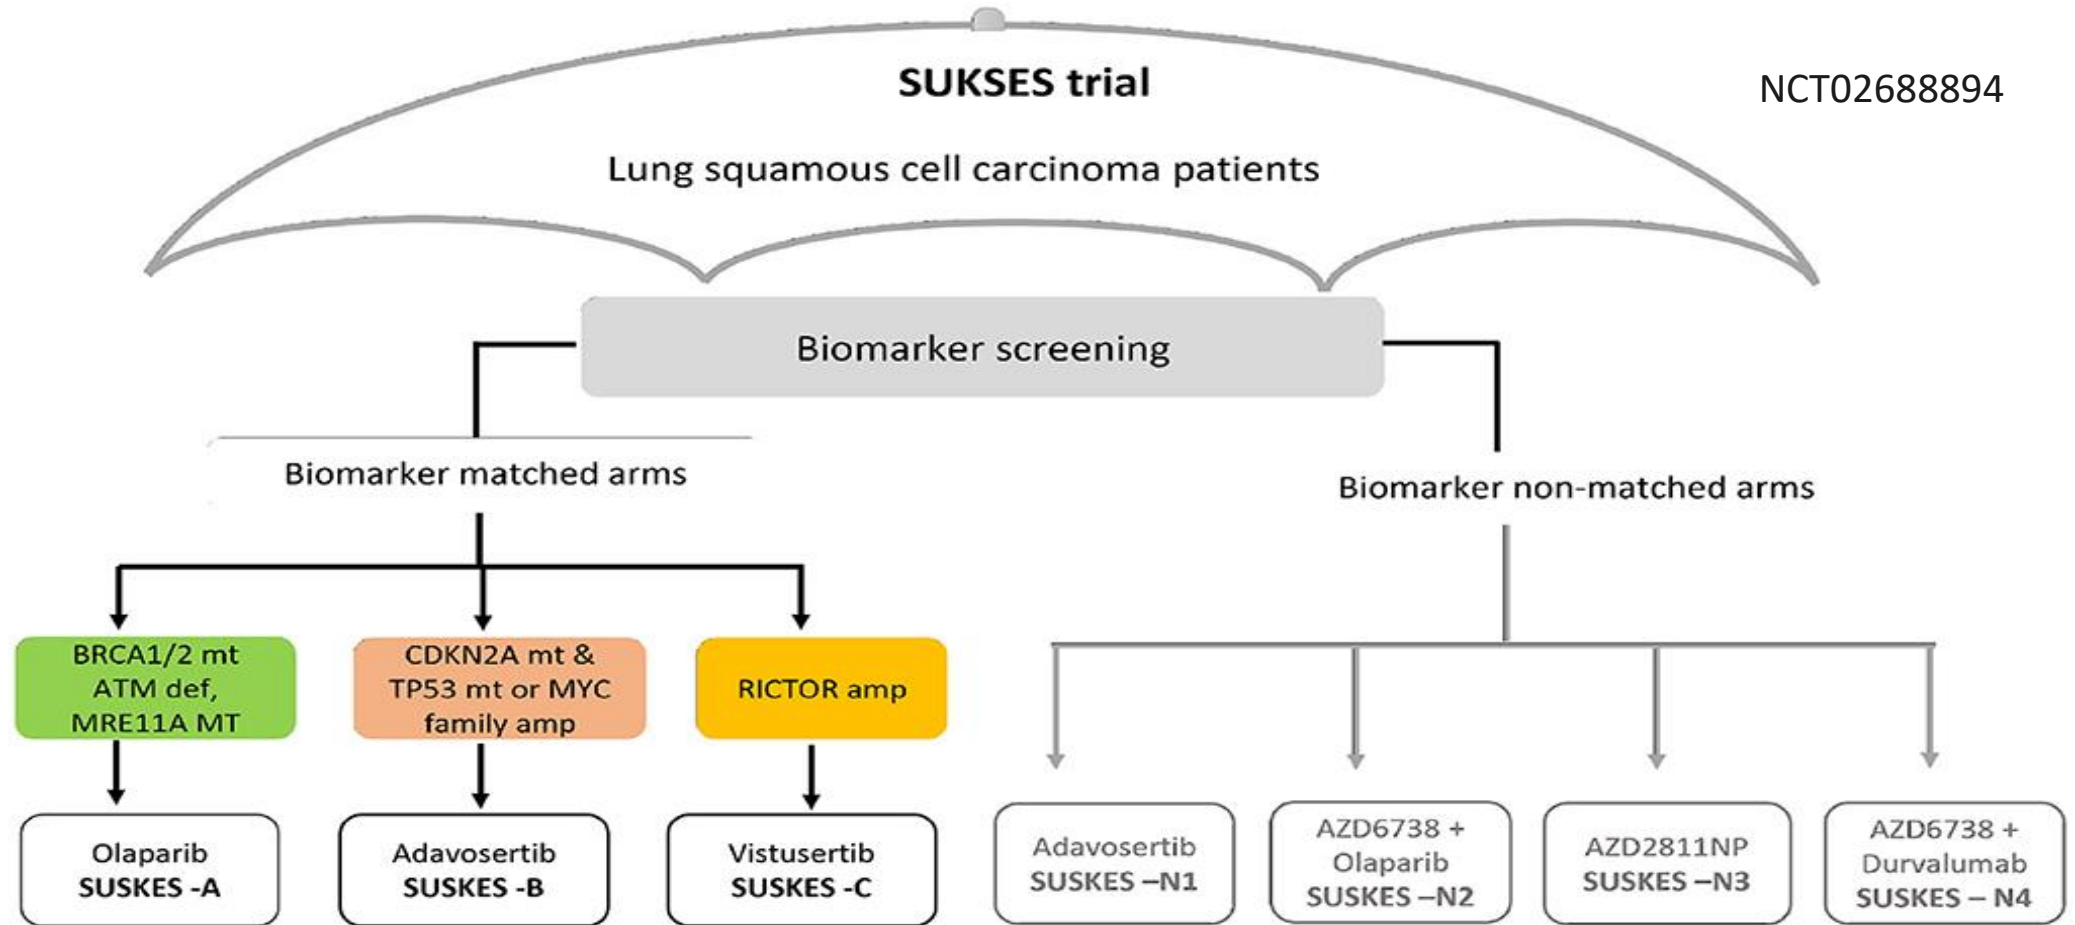 SUKSES trial
NCT02688894
Lung squamous cell carcinoma patients
Biomarker screening
Biomarker matched arms
Biomarker non-matched arms
BRCA1/2 mt
ATM def,
MRE11A MT
CDKN2A mt &
TP53 mt or MYC
family amp
RICTOR amp
Olaparib
SUSKES -A
Adavosertib
SUSKES -B
Vistusertib
SUSKES -C
Adavosertib
SUSKES –N1
AZD6738 +
Olaparib
SUSKES –N2
AZD2811NP
SUSKES –N3
AZD6738 +
Durvalumab
SUSKES – N4